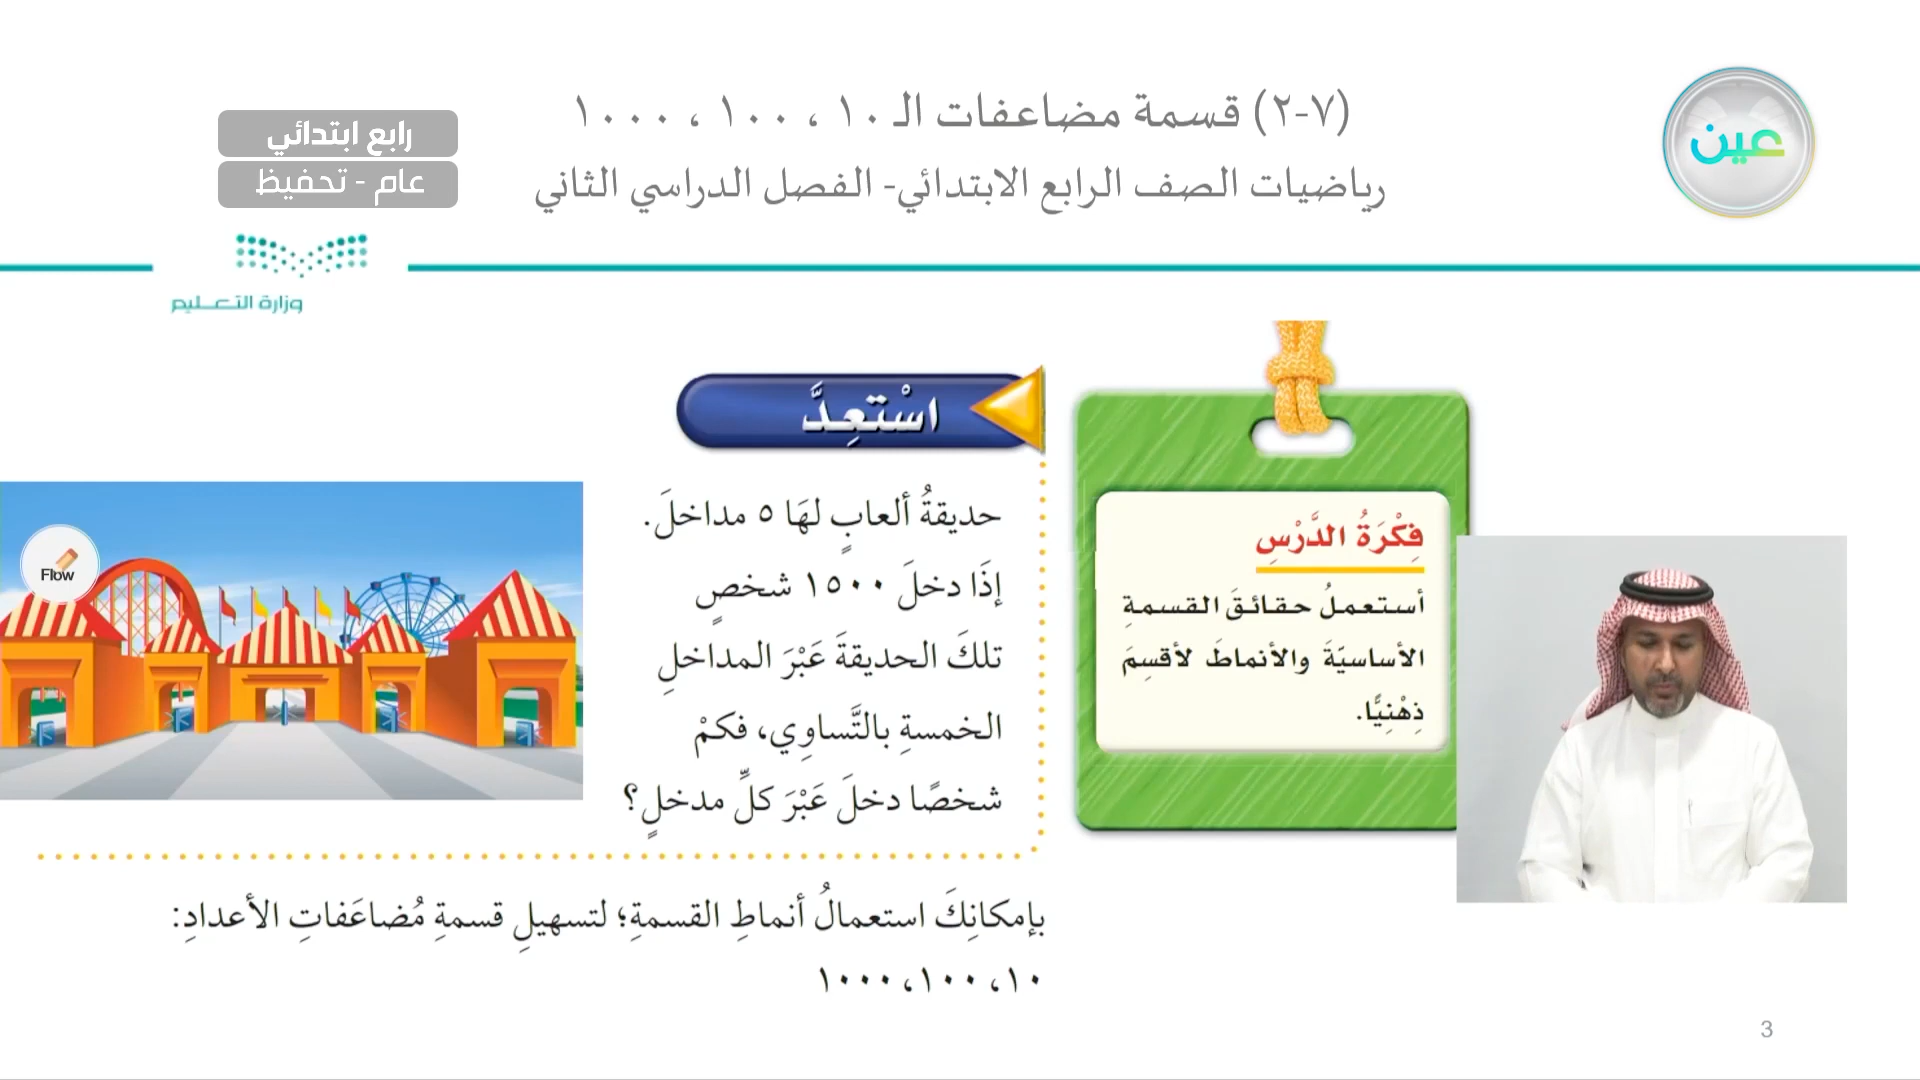 (٧-٢) قسمة مضاعفات الـ ١٠ ، ١٠٠ ، ١٠٠٠
رياضيات الصف الرابع الابتدائي- الفصل الدراسي الثاني
عين
رابع ابتدائي
عام - تحفيظ
وزارة التعليم
فِكْرَةُ الدَّرْسِ
أستعملُ حقائقَ القسمةِ
الأساسيّةَ والأنماطَ لأقسِمَ
ذِهْنِيًّا.
اسْتَعِدَّ
حديقةُ ألعابٍ لهَا ٥ مداخلَ.
إذَا دخلَ ١٥٠٠ شخصٍ
تلكَ الحديقةَ عَبْرَ المداخلِ
الخمسةِ بالتَّساوِي، فكمْ
شخصًا دخلَ عَبْرَ كلِّ مدخلٍ؟
Flow
بإمكانِكَ استعمالُ أنماطِ القسمةِ؛ لتسهيلِ قسمةِ مُضاعَفاتِ الأعدادِ:
١٠، ١٠٠، ١٠٠٠
3